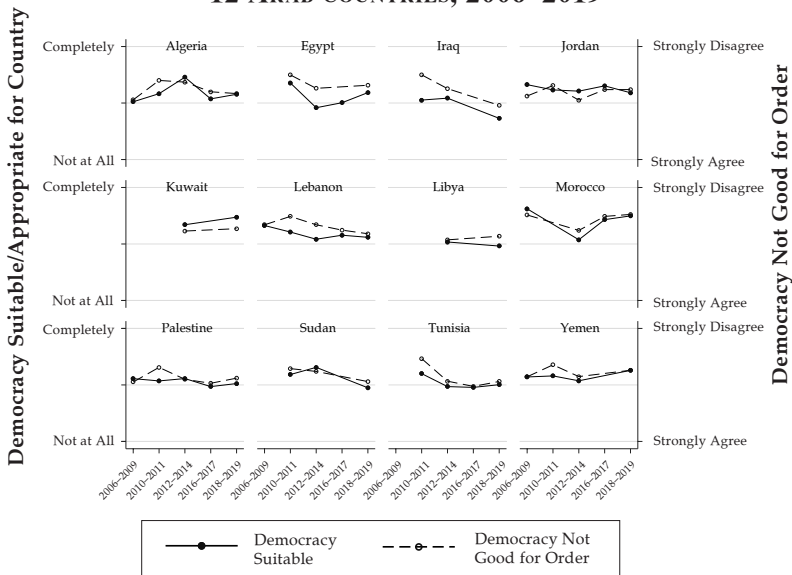 12 ARAB COUNTRIES, 2006–2019
Democracy Suitable/Appropriate for Country
Democracy Not Good for Order
Completely
Algeria
Egypt
Iraq
Jordan
Strongly Disagree
Not at All
Strongly Agree
Completely
Kuwait
Lebanon
Libya
Morocco
Strongly Disagree
Not at All
Strongly Agree
Completely
Palestine
Sudan
Tunisia
Yemen
Strongly Disagree
Not at All
Strongly Agree
2006–2009
2010–2011
2012–2014
2016–2017
2018–2019
2006–2009
2010–2011
2012–2014
2016–2017
2018–2019
2006–2009
2010–2011
2012–2014
2016–2017
2018–2019
2006–2009
2010–2011
2012–2014
2016–2017
2018–2019
Democracy
Suitable
Democracy Not
Good for Order